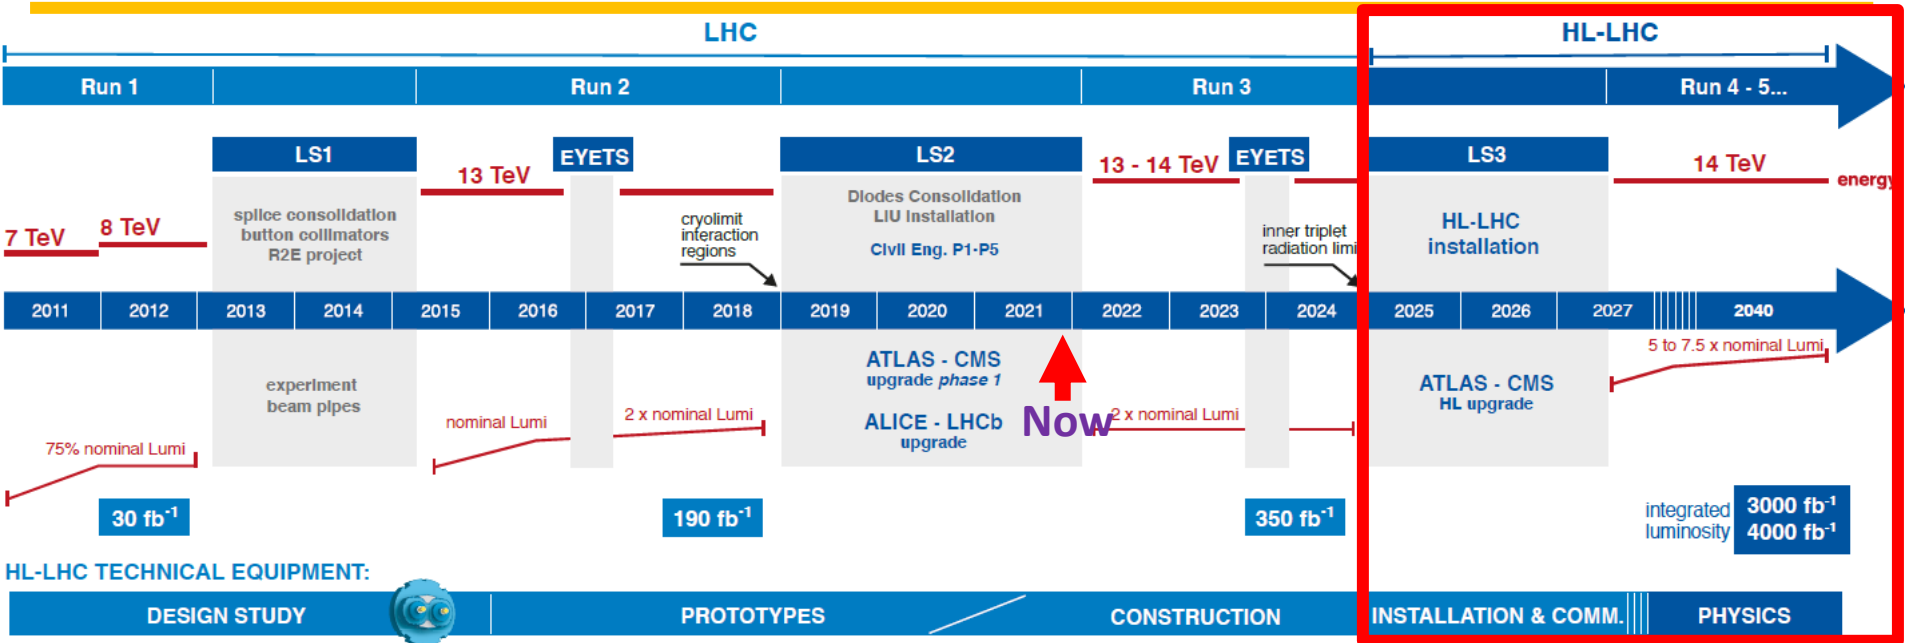 LHC
HL-LHC
Run 1
Run 2
Run 3
Run 4 - 5...
LS1
EYETS
LS2
EYETS
LS3
7 TeV
8 TeV
13 TeV
13 - 14 TeV
14 TeV
energy
splice consolidation
button collimators
R2E project
cryolimit
interaction
regions
Diodes Consolidation
LIU Installation
Civil Eng. P1-P5
inner triplet
radiation limi
HL-LHC
installation
2011
2012
2013
2014
2015
2016
2017
2018
2019
2020
2021
2022
2023
2024
2025
2026
2027
2040
experiment
beam pipes
75% nominal Lumi
nominal Lumi
2 x nominal Lumi
ATLAS - CMS
upgrade phase 1
ALICE - LHCb
upgrade
Now
2 x nominal Lumi
ATLAS - CMS
HL upgrade
5 to 7.5 x nominal Lumi
30 fb⁻¹
190 fb⁻¹
350 fb⁻¹
integrated
luminosity
3000 fb⁻¹
4000 fb⁻¹
HL-LHC TECHNICAL EQUIPMENT:
DESIGN STUDY
PROTOTYPES
CONSTRUCTION
INSTALLATION & COMM.
PHYSICS